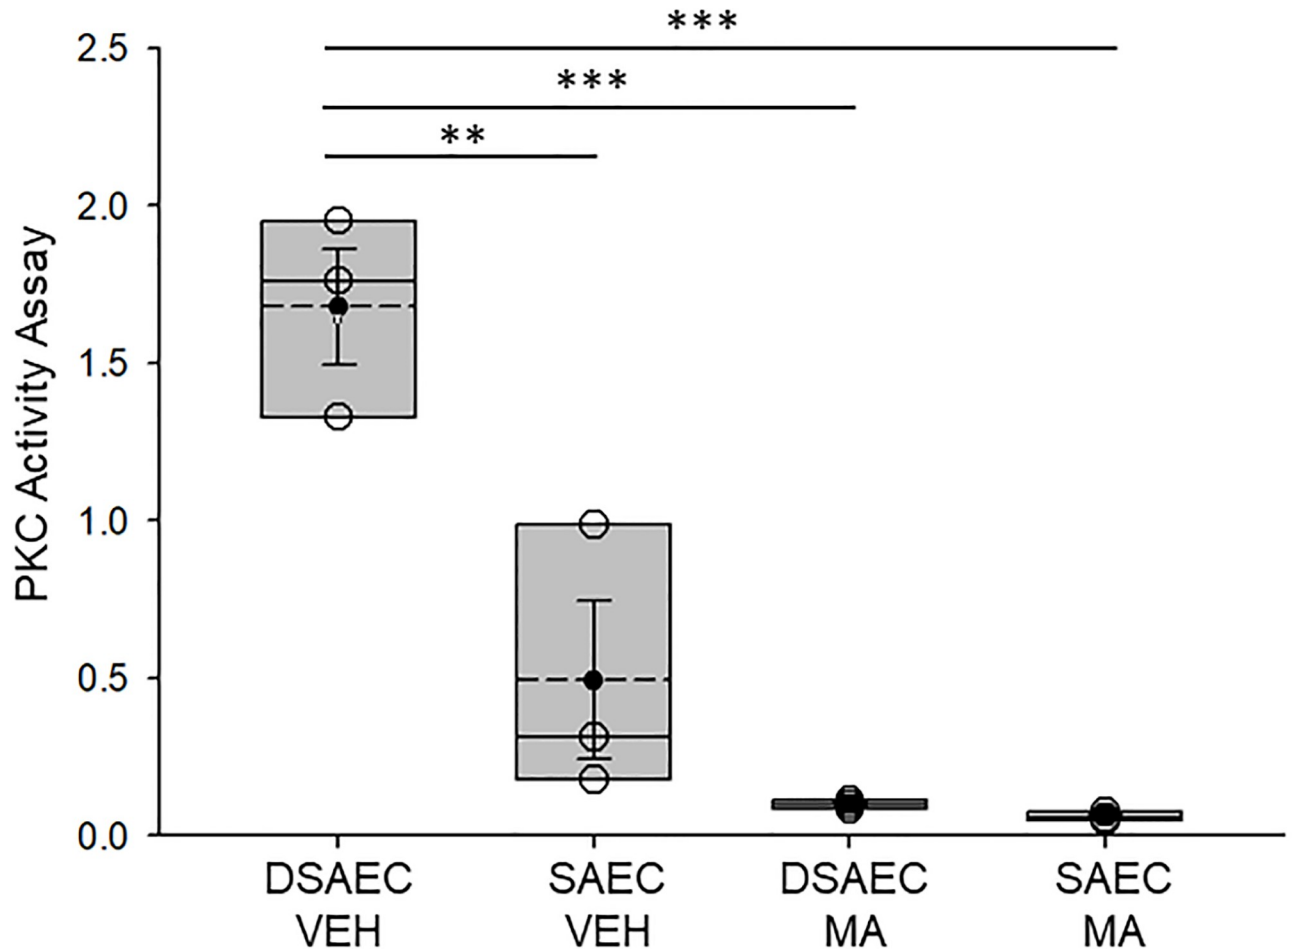 ***
***
**
2.5
2.0
1.5
1.0
0.5
0.0
PKC Activity Assay
DSAEC VEH
SAEC VEH
DSAEC MA
SAEC MA